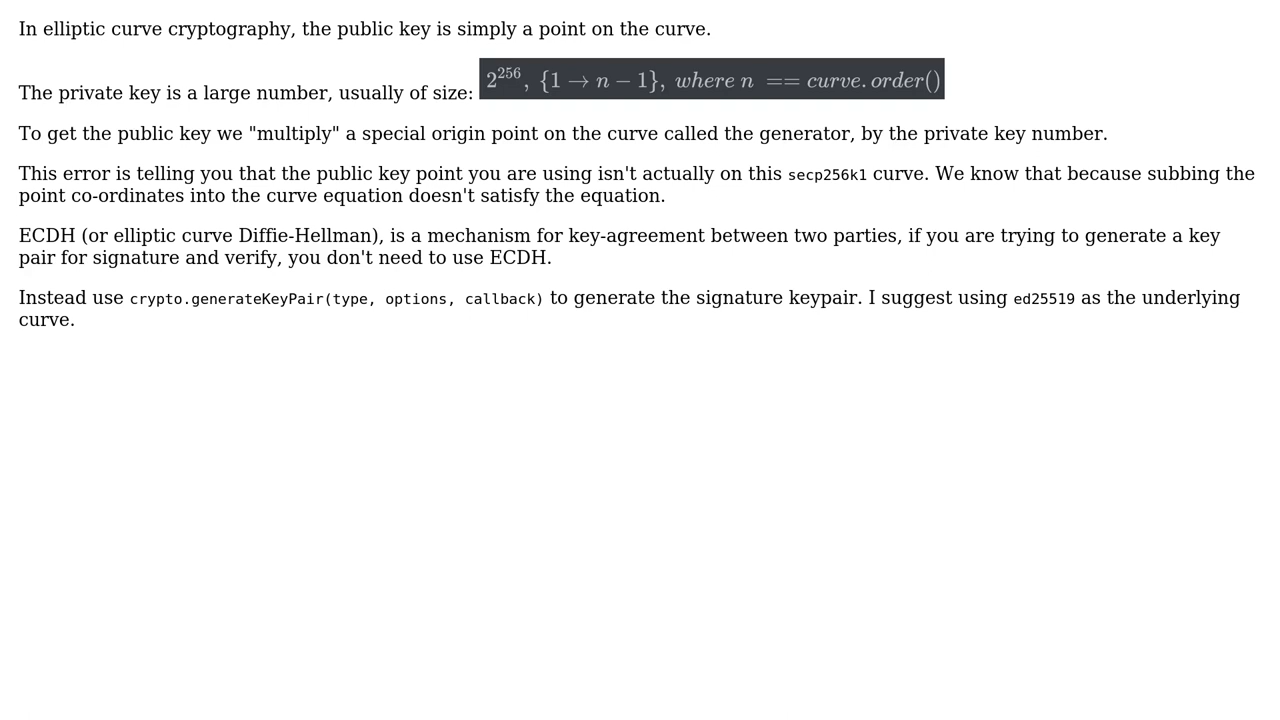 In elliptic curve cryptography, the public key is simply a point on the curve.
The private key is a large number, usually of size: 2^256, {1 → n − 1}, where n == curve.order()
To get the public key we "multiply" a special origin point on the curve called the generator, by the private key number.
This error is telling you that the public key point you are using isn't actually on this secp256k1 curve. We know that because subbing the
point co-ordinates into the curve equation doesn't satisfy the equation.
ECDH (or elliptic curve Diffie-Hellman), is a mechanism for key-agreement between two parties, if you are trying to generate a key
pair for signature and verify, you don't need to use ECDH.
Instead use crypto.generateKeyPair(type, options, callback) to generate the signature keypair. I suggest using ed25519 as the underlying
curve.